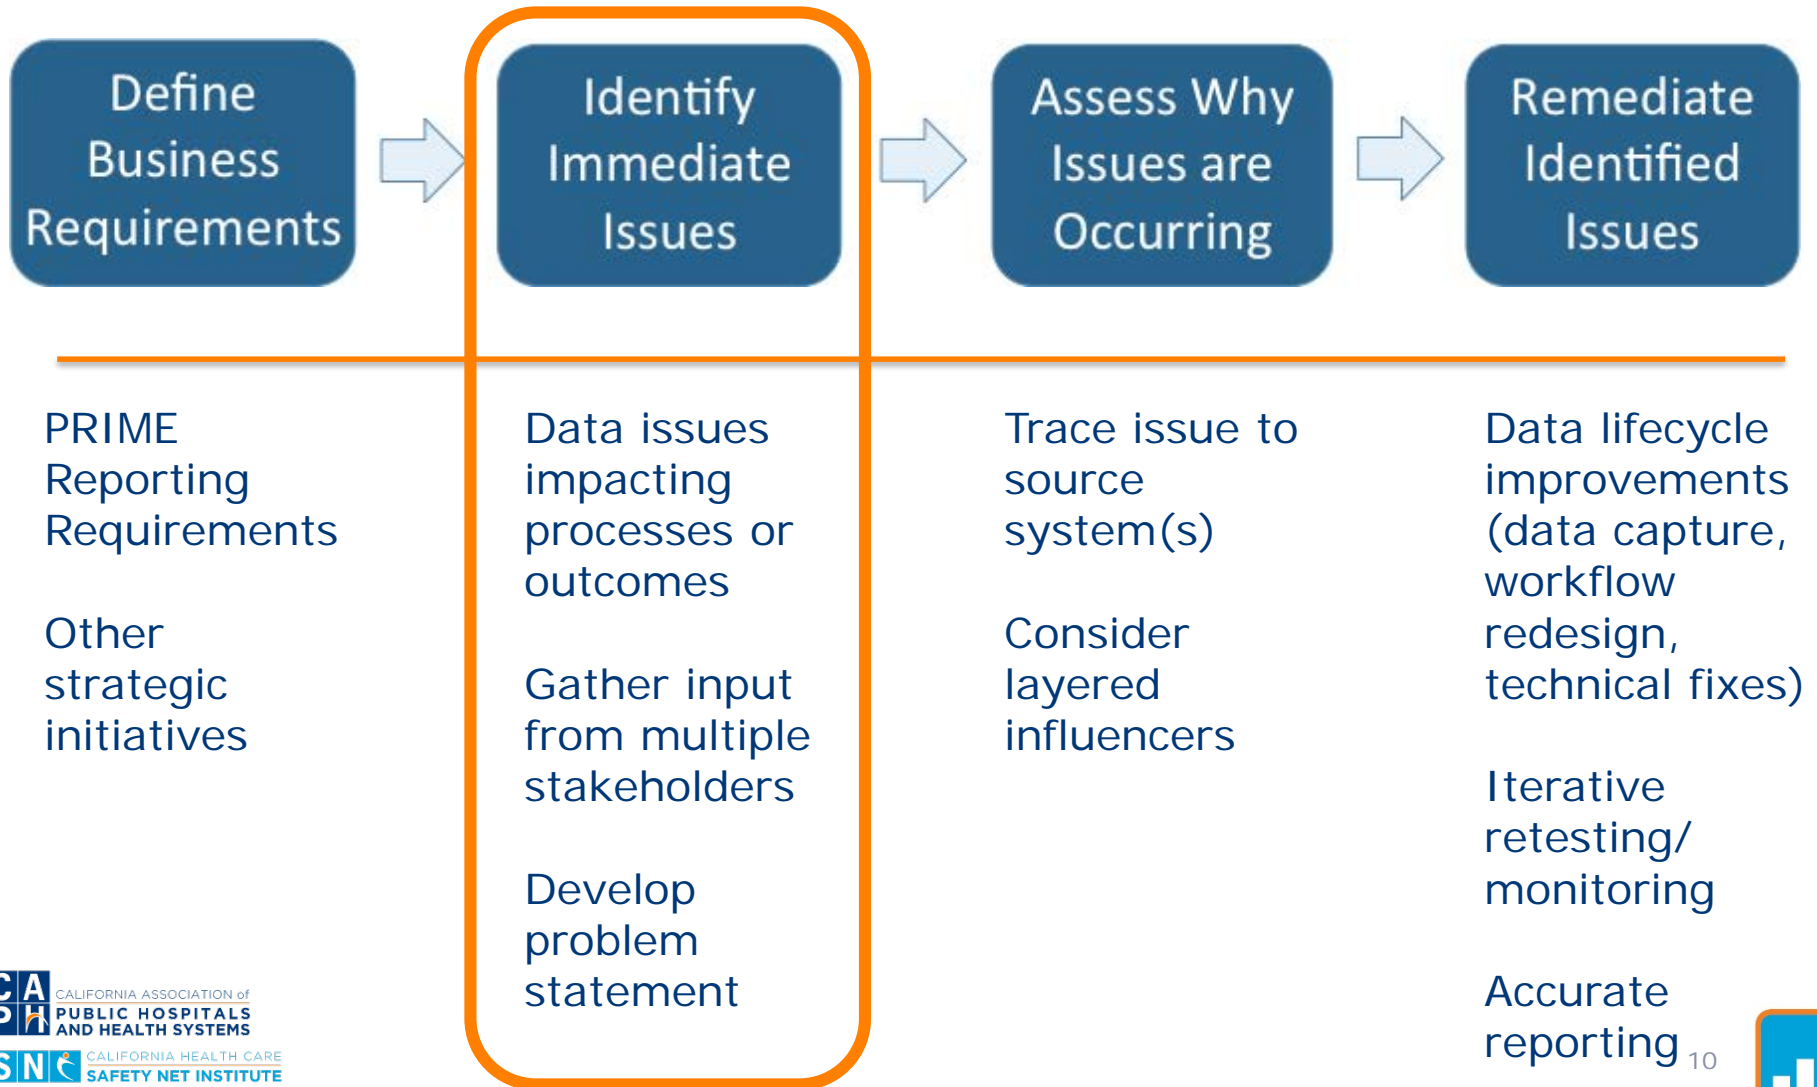 Define
Business
Requirements
Identify
Immediate
Issues
Assess Why
Issues are
Occurring
Remediate
Identified
Issues
PRIME
Reporting
Requirements
Other
strategic
initiatives
Data issues
impacting
processes or
outcomes
Gather input
from multiple
stakeholders
Develop
problem
statement
Trace issue to
source
system(s)
Consider
layered
influencers
Data lifecycle
improvements
(data capture,
workflow
redesign,
technical fixes)
Iterative
retesting/
monitoring
Accurate
reporting
CA
PH
CALIFORNIA ASSOCIATION of
PUBLIC HOSPITALS
AND HEALTH SYSTEMS
SN
CALIFORNIA HEALTH CARE
SAFETY NET INSTITUTE
10